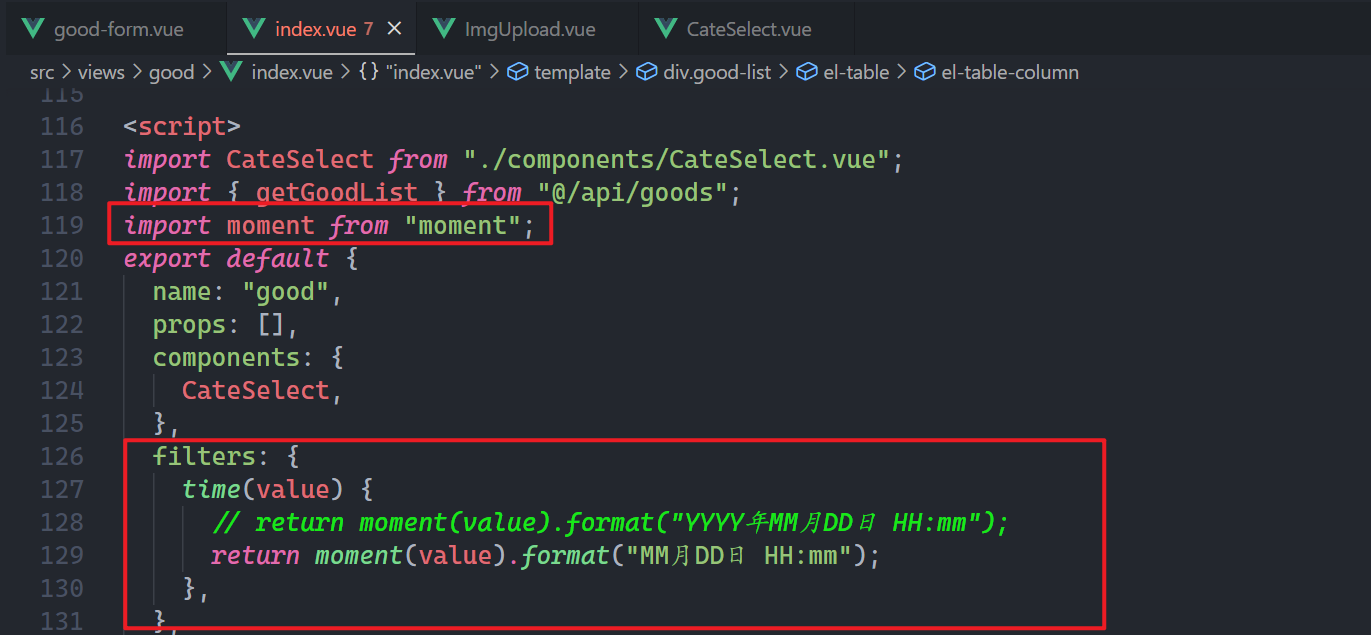 good-form.vue index.vue 7 ImgUpload.vue CateSelect.vue
src > views > good > index.vue > {} "index.vue" > template > div.good-list > el-table > el-table-column
115
116 <script>
117 import CateSelect from "./components/CateSelect.vue";
118 import { getGoodList } from "@/api/goods";
119 import moment from "moment";
120 export default {
121 name: "good",
122 props: [],
123 components: {
124 CateSelect,
125 },
126 filters: {
127 time(value) {
128 // return moment(value).format("YYYY年MM月DD日 HH:mm");
129 return moment(value).format("MM月DD日 HH:mm");
130 },
131 },